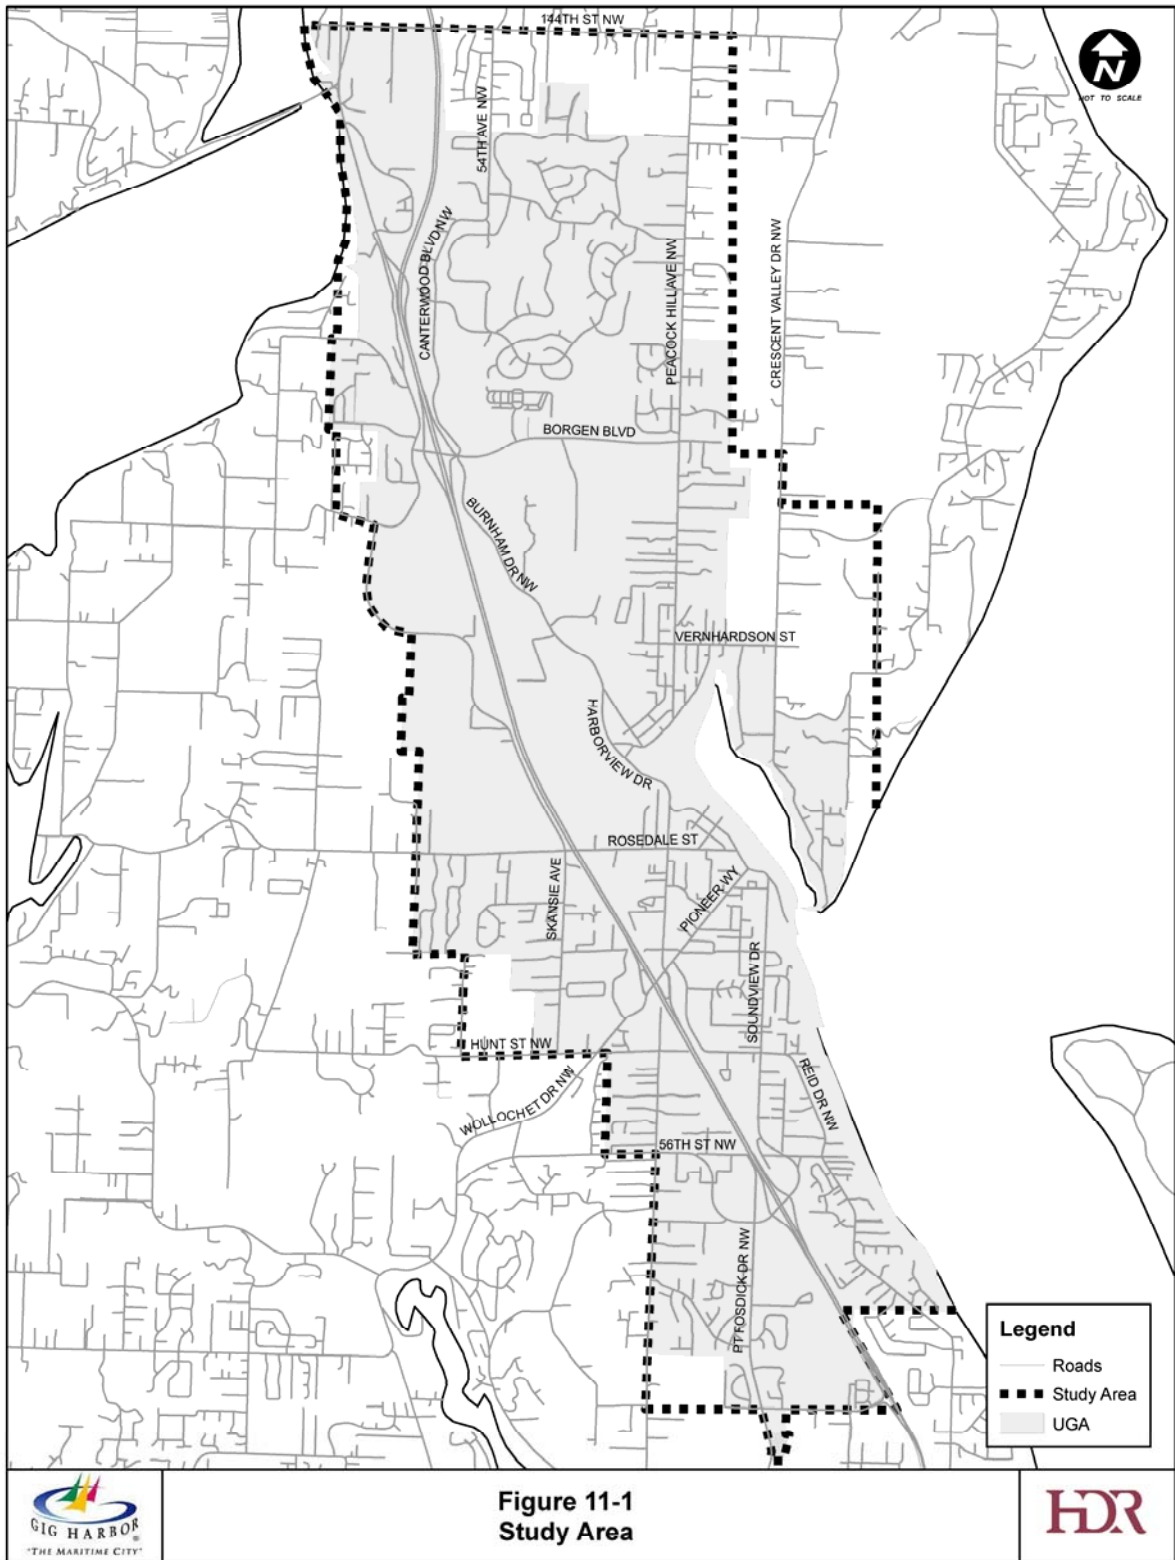 144TH ST NW
N
NOT TO SCALE
54TH AVE NW
CANTERWOOD BLVD NW
PEACOCK HILL AVE NW
CRESCENT VALLEY DR NW
BORGEN BLVD
BURNHAM DR NW
VERNHARDSON ST
HARBORVIEW DR
ROSEDALE ST
SKANSIE AVE
PIONEER WY
SOUNDVIEW DR
HUNT ST NW
REID DR NW
WOLLOCHET DR NW
56TH ST NW
PT FOSDICK DR NW
Legend
Roads
Study Area
UGA
GIG HARBOR
"THE MARITIME CITY"
Figure 11-1
Study Area
HDR